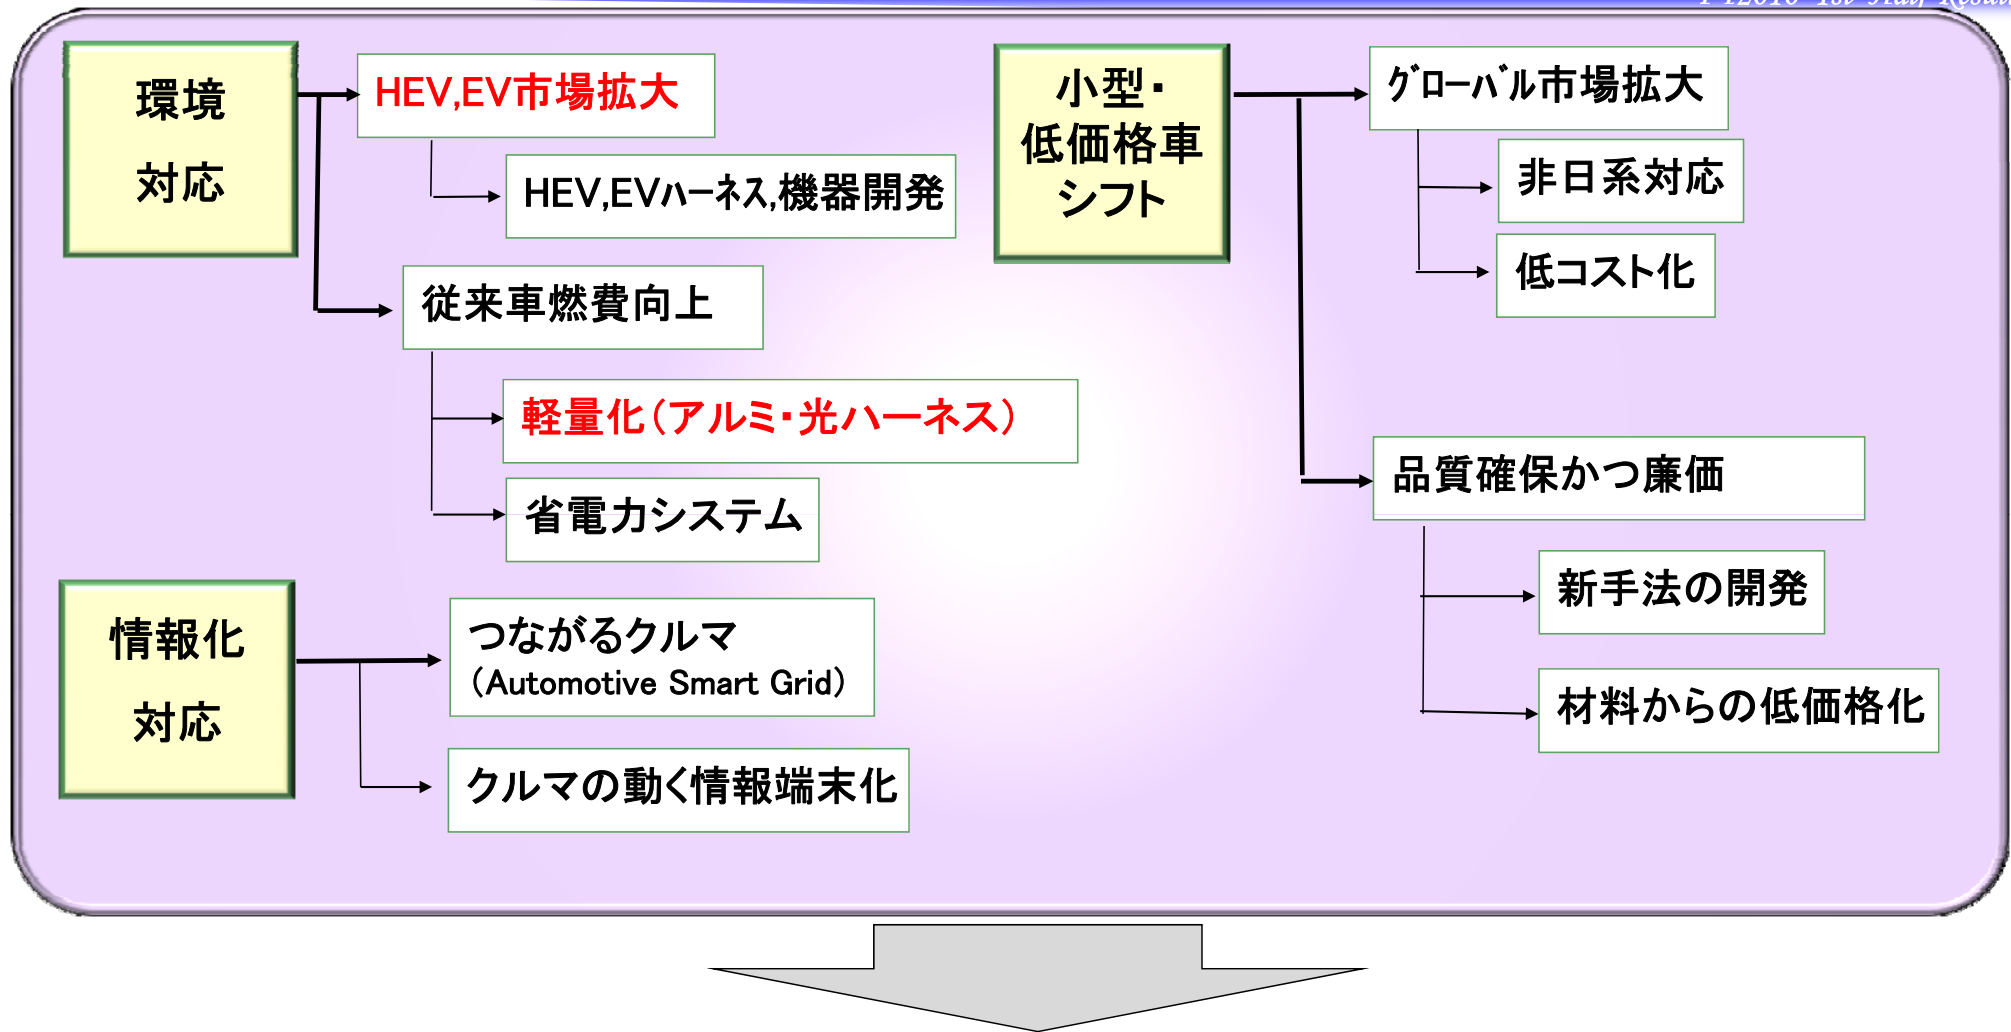 環境
対応
HEV,EV市場拡大
HEV,EVハーネス,機器開発
従来車燃費向上
軽量化（アルミ・光ハーネス）
省電力システム
情報化
対応
つながるクルマ
（Automotive Smart Grid）
クルマの動く情報端末化
小型・
低価格車
シフト
グローバル市場拡大
非日系対応
低コスト化
品質確保かつ廉価
新手法の開発
材料からの低価格化